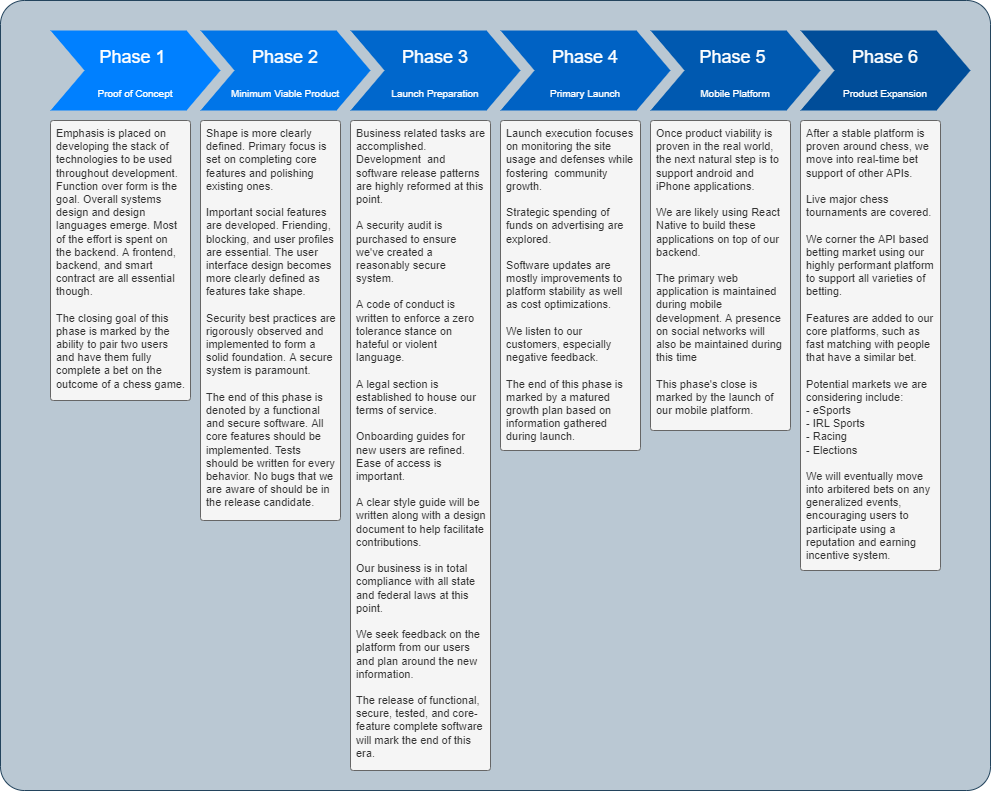 Phase 1
Proof of Concept
Phase 2
Minimum Viable Product
Phase 3
Launch Preparation
Phase 4
Primary Launch
Phase 5
Mobile Platform
Phase 6
Product Expansion
Emphasis is placed on
developing the stack of
technologies to be used
throughout development.
Function over form is the
goal. Overall systems
design and design
languages emerge. Most
of the effort is spent on
the backend. A frontend,
backend, and smart
contract are all essential
though.
The closing goal of this
phase is marked by the
ability to pair two users
and have them fully
complete a bet on the
outcome of a chess game.
Shape is more clearly
defined. Primary focus is
set on completing core
features and polishing
existing ones.
Important social features
are developed. Friending,
blocking, and user profiles
are essential. The user
interface design becomes
more clearly defined as
features take shape.
Security best practices are
rigorously observed and
implemented to form a
solid foundation. A secure
system is paramount.
The end of this phase is
denoted by a functional
and secure software. All
core features should be
implemented. Tests
should be written for every
behavior. No bugs that we
are aware of should be in
the release candidate.
Business related tasks are
accomplished.
Development and
software release patterns
are highly reformed at this
point.
A security audit is
purchased to ensure
we've created a
reasonably secure
system.
A code of conduct is
written to enforce a zero
tolerance stance on
hateful or violent
language.
A legal section is
established to house our
terms of service.
Onboarding guides for
new users are refined.
Ease of access is
important.
A clear style guide will be
written along with a design
document to help facilitate
contributions.
Our business is in total
compliance with all state
and federal laws at this
point.
We seek feedback on the
platform from our users
and plan around the new
information.
The release of functional,
secure, tested, and core-
feature complete software
will mark the end of this
era.
Launch execution focuses
on monitoring the site
usage and defenses while
fostering community
growth.
Strategic spending of
funds on advertising are
explored.
Software updates are
mostly improvements to
platform stability as well
as cost optimizations.
We listen to our
customers, especially
negative feedback.
The end of this phase is
marked by a matured
growth plan based on
information gathered
during launch.
Once product viability is
proven in the real world,
the next natural step is to
support android and
iPhone applications.
We are likely using React
Native to build these
applications on top of our
backend.
The primary web
application is maintained
during mobile
development. A presence
on social networks will
also be maintained during
this time
This phase's close is
marked by the launch of
our mobile platform.
After a stable platform is
proven around chess, we
move into real-time bet
support of other APIs.
Live major chess
tournaments are covered.
We corner the API based
betting market using our
highly performant platform
to support all varieties of
betting.
Features are added to our
core platforms, such as
fast matching with people
that have a similar bet.
Potential markets we are
considering include:
- eSports
- IRL Sports
- Racing
- Elections
We will eventually move
into arbitered bets on any
generalized events,
encouraging users to
participate using a
reputation and earning
incentive system.